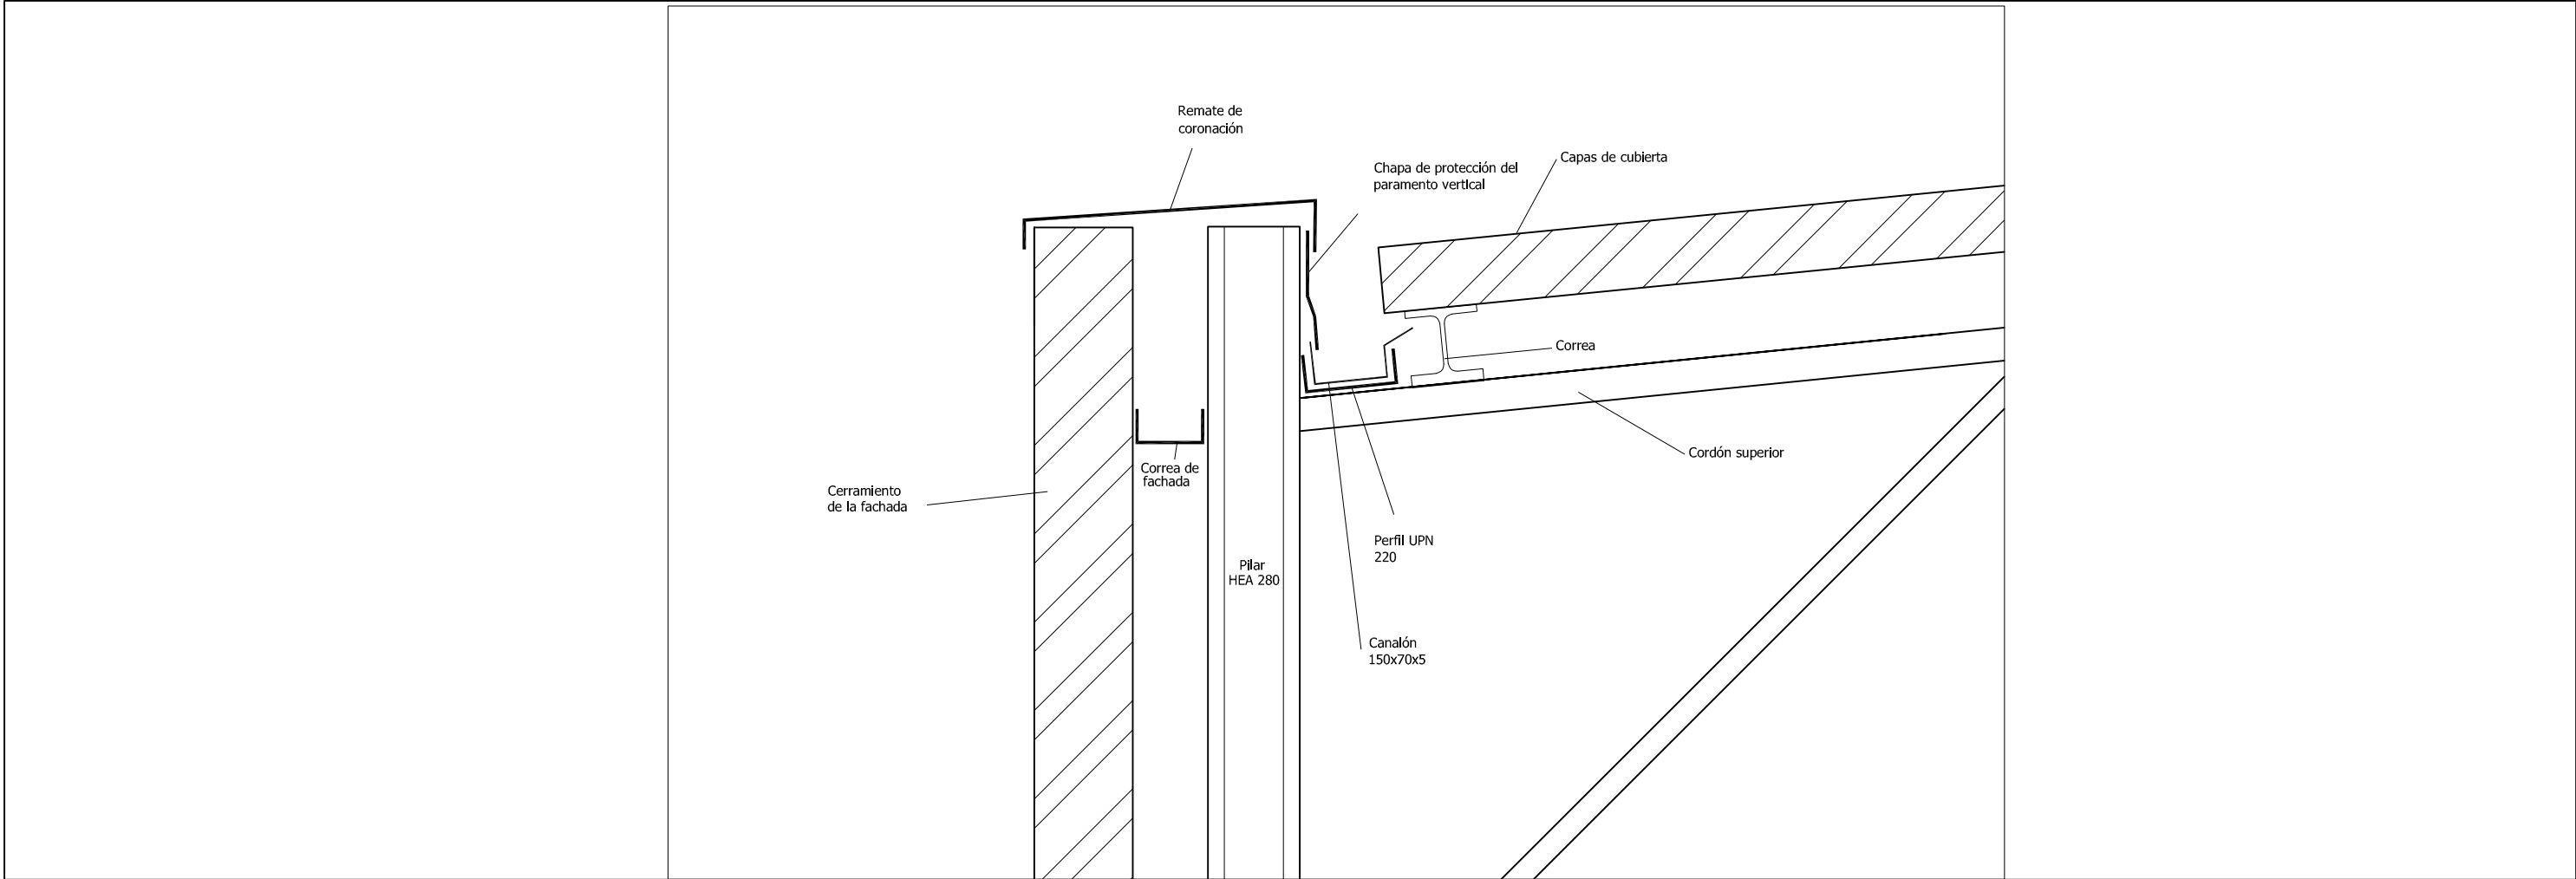 Remate de
coronación
Chapa de protección del
paramento vertical
Capas de cubierta
Correa
Cordón superior
Correa de
fachada
Cerramiento
de la fachada
Perfil UPN
220
Pilar
HEA 280
Canalón
150x70x5